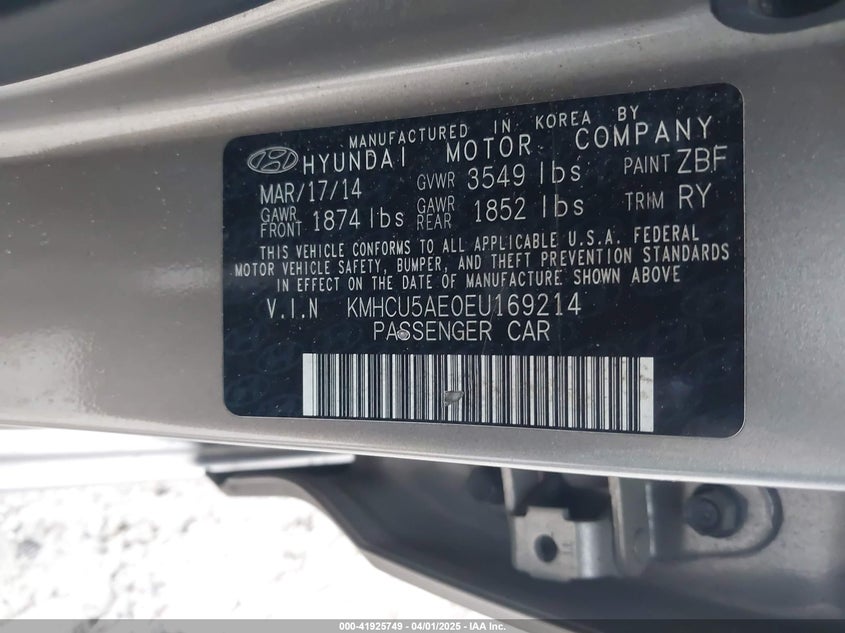 MANUFACTURED IN KOREA BY
HYUNDAI MOTOR COMPANY
MAR/17/14 GVWR 3549 lbs PAINT ZBF
GAWR FRONT 1874 lbs GAWR REAR 1852 lbs TRIM RY
THIS VEHICLE CONFORMS TO ALL APPLICABLE U.S.A. FEDERAL
MOTOR VEHICLE SAFETY, BUMPER, AND THEFT PREVENTION STANDARDS
IN EFFECT ON THE DATE OF MANUFACTURE SHOWN ABOVE.
V.I.N KMHCU5AE0EU169214
PASSENGER CAR
000-41925749 - 04/01/2025 - IAA Inc.